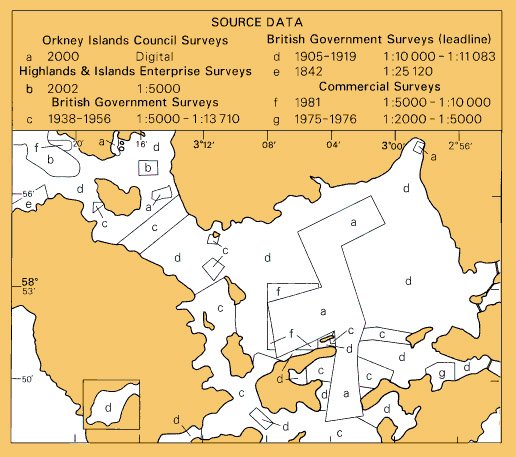 SOURCE DATA
Orkney Islands Council Surveys
a 2000 Digital
Highlands & Islands Enterprise Surveys
b 2002 1:5000
British Government Surveys
c 1938-1956 1:5000 - 1:13 710
British Government Surveys (leadline)
d 1905-1919 1:10 000 - 1:11 083
e 1842 1:25 120
Commercial Surveys
f 1981 1:5000 - 1:10 000
g 1975-1976 1:2000 - 1:5000
20' 16' 3°12' 08' 04' 3°00' 2°56'
f a d
b b a
56' d d 56'
e a
c c
c a
d c d
d
58°
53'
f
c a
f c c
d d
d c c g d
50' 50'
a
d c d d
d c